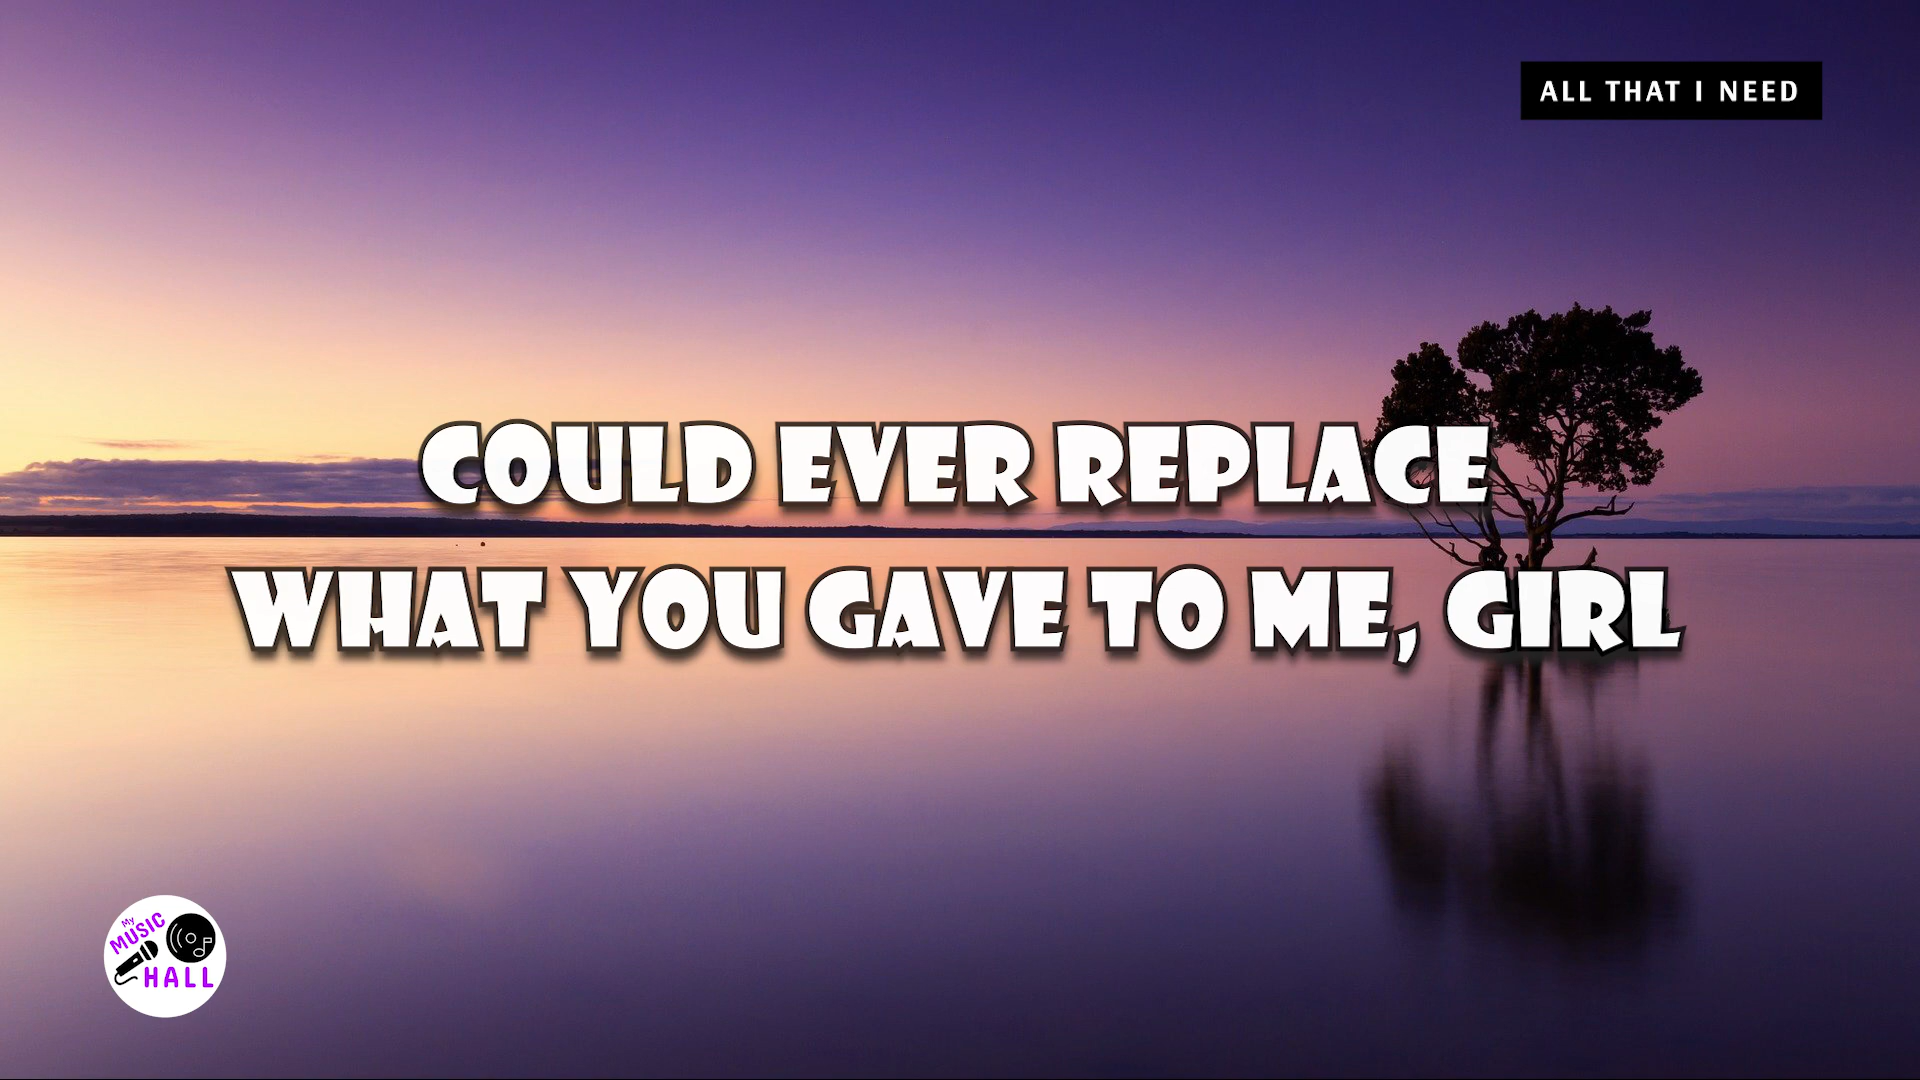 ALL THAT I NEED
COULD EVER REPLACE
WHAT YOU GAVE TO ME, GIRL
My
MUSIC
HALL